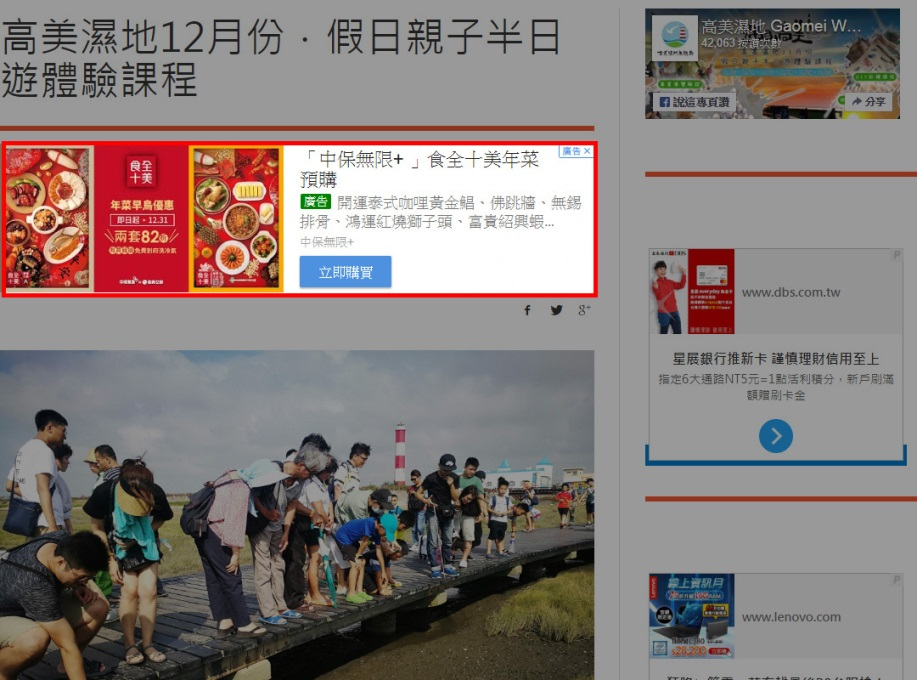 高美濕地12月份．假日親子半日
遊體驗課程
食全
十美
年菜早鳥優惠
即日起 - 12.31
兩套82折
「中保無限+ 」食全十美年菜
預購
廣告
廣告 開運泰式咖哩黃金鯧、佛跳牆、無錫
排骨、鴻運紅燒獅子頭、富貴紹興蝦...
中保無限+
立即購買
高美濕地 Gaomei W...
42,063 按讚次數
說這專頁讚
分享
www.dbs.com.tw
星展銀行推新卡 謹慎理財信用至上
指定6大通路NT5元=1點活利積分，新戶刷滿
額贈刷卡金
Lenovo
線上資訊月
www.lenovo.com